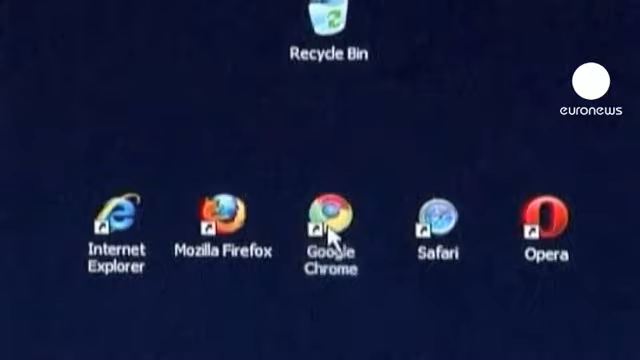 Recycle Bin
euronews
Internet
Explorer
Mozilla Firefox
Google
Chrome
Safari
Opera